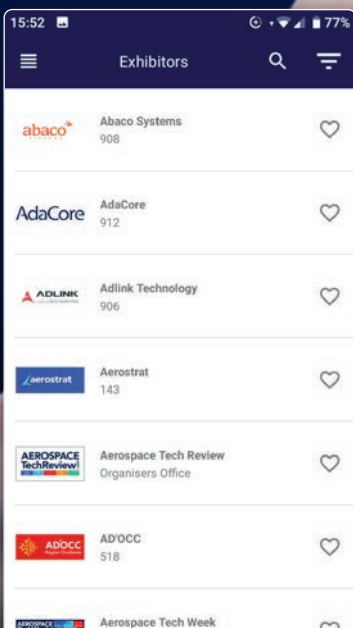 15:52 77%
Exhibitors
abaco
Abaco Systems
908
AdaCore
AdaCore
912
ADLINK
Adlink Technology
906
aerostrat
Aerostrat
143
AEROSPACE
TechReview
Aerospace Tech Review
Organisers Office
ADOCC
AD'OCC
518
AEROSPACE
Aerospace Tech Week